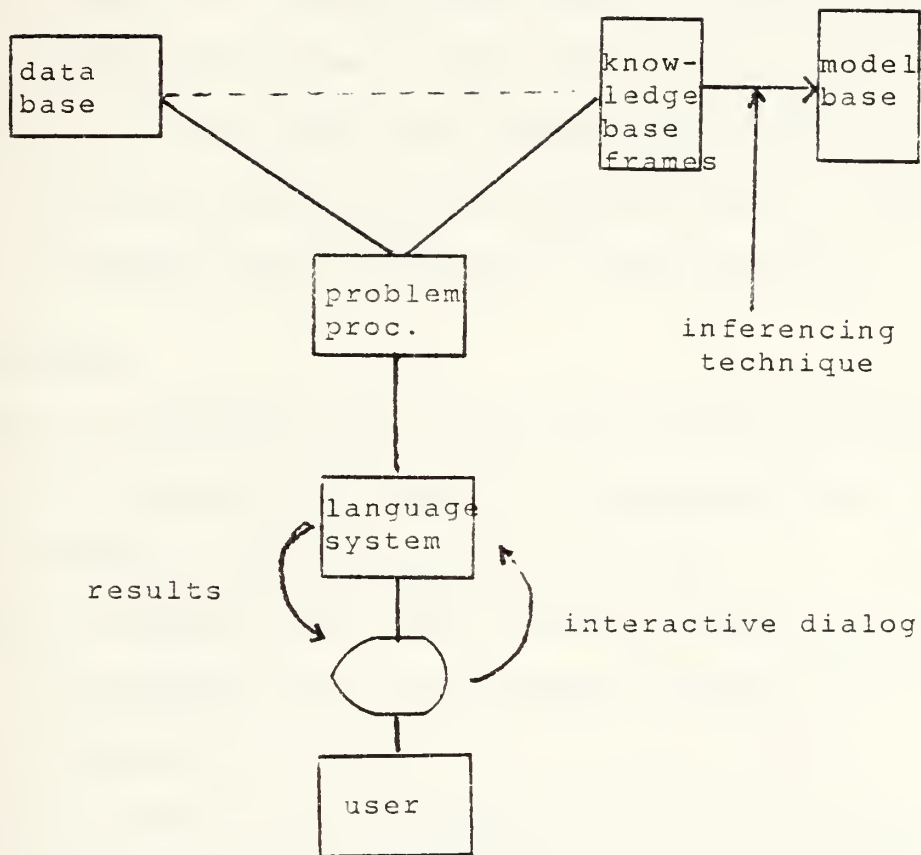 data
base
know-
ledge
base
frames
model
base
problem
proc.
inferencing
technique
language
system
results
interactive dialog
user